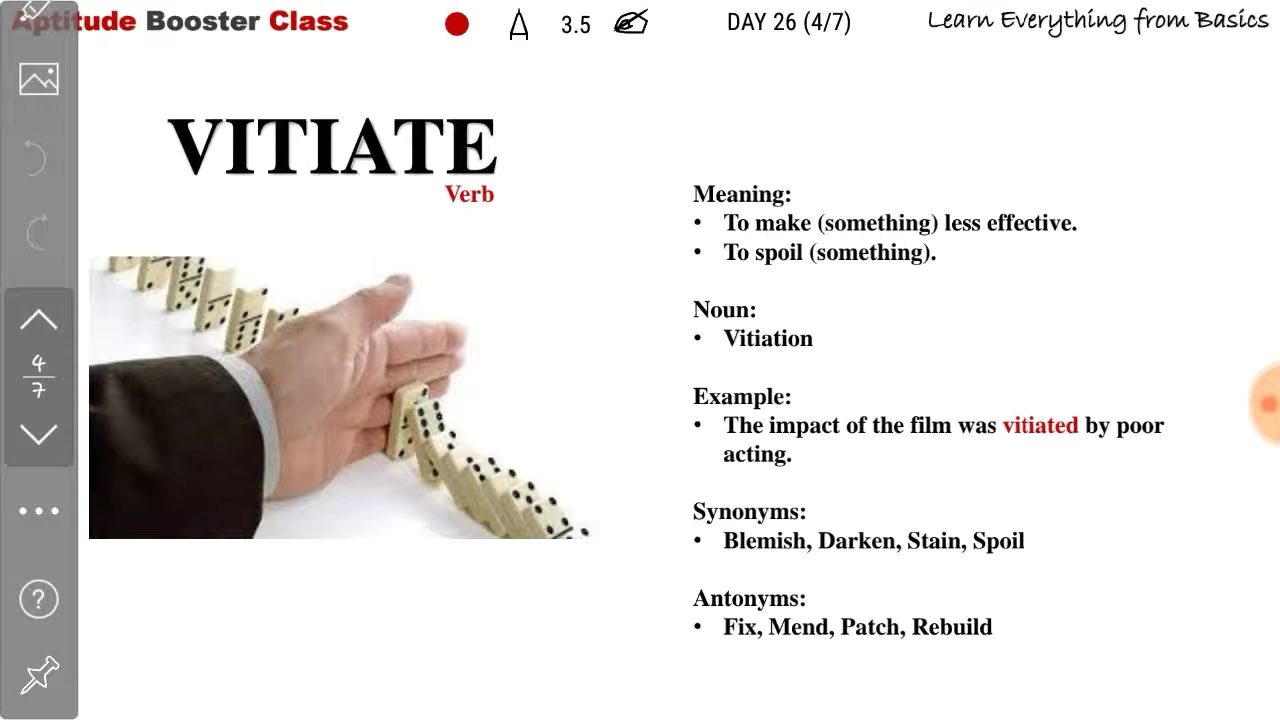 Aptitude Booster Class
3.5
DAY 26 (4/7)
Learn Everything from Basics
VITIATE
Verb
4
7
?
Meaning:
• To make (something) less effective.
• To spoil (something).
Noun:
• Vitiation
Example:
• The impact of the film was vitiated by poor
acting.
Synonyms:
• Blemish, Darken, Stain, Spoil
Antonyms:
• Fix, Mend, Patch, Rebuild